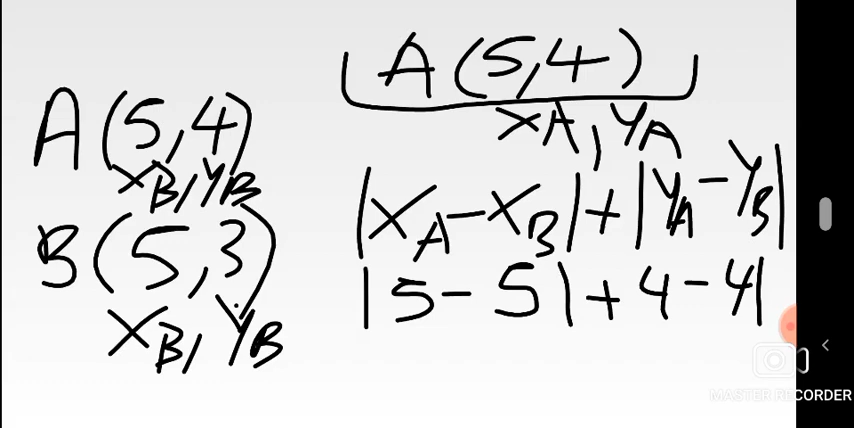 A (5,4)
XA, YA
A (5,4)
XB, YB
B (5,3)
XB, YB
|XA-XB|+|YA-YB|
|5-5|+4-4|
MASTER RECORDER